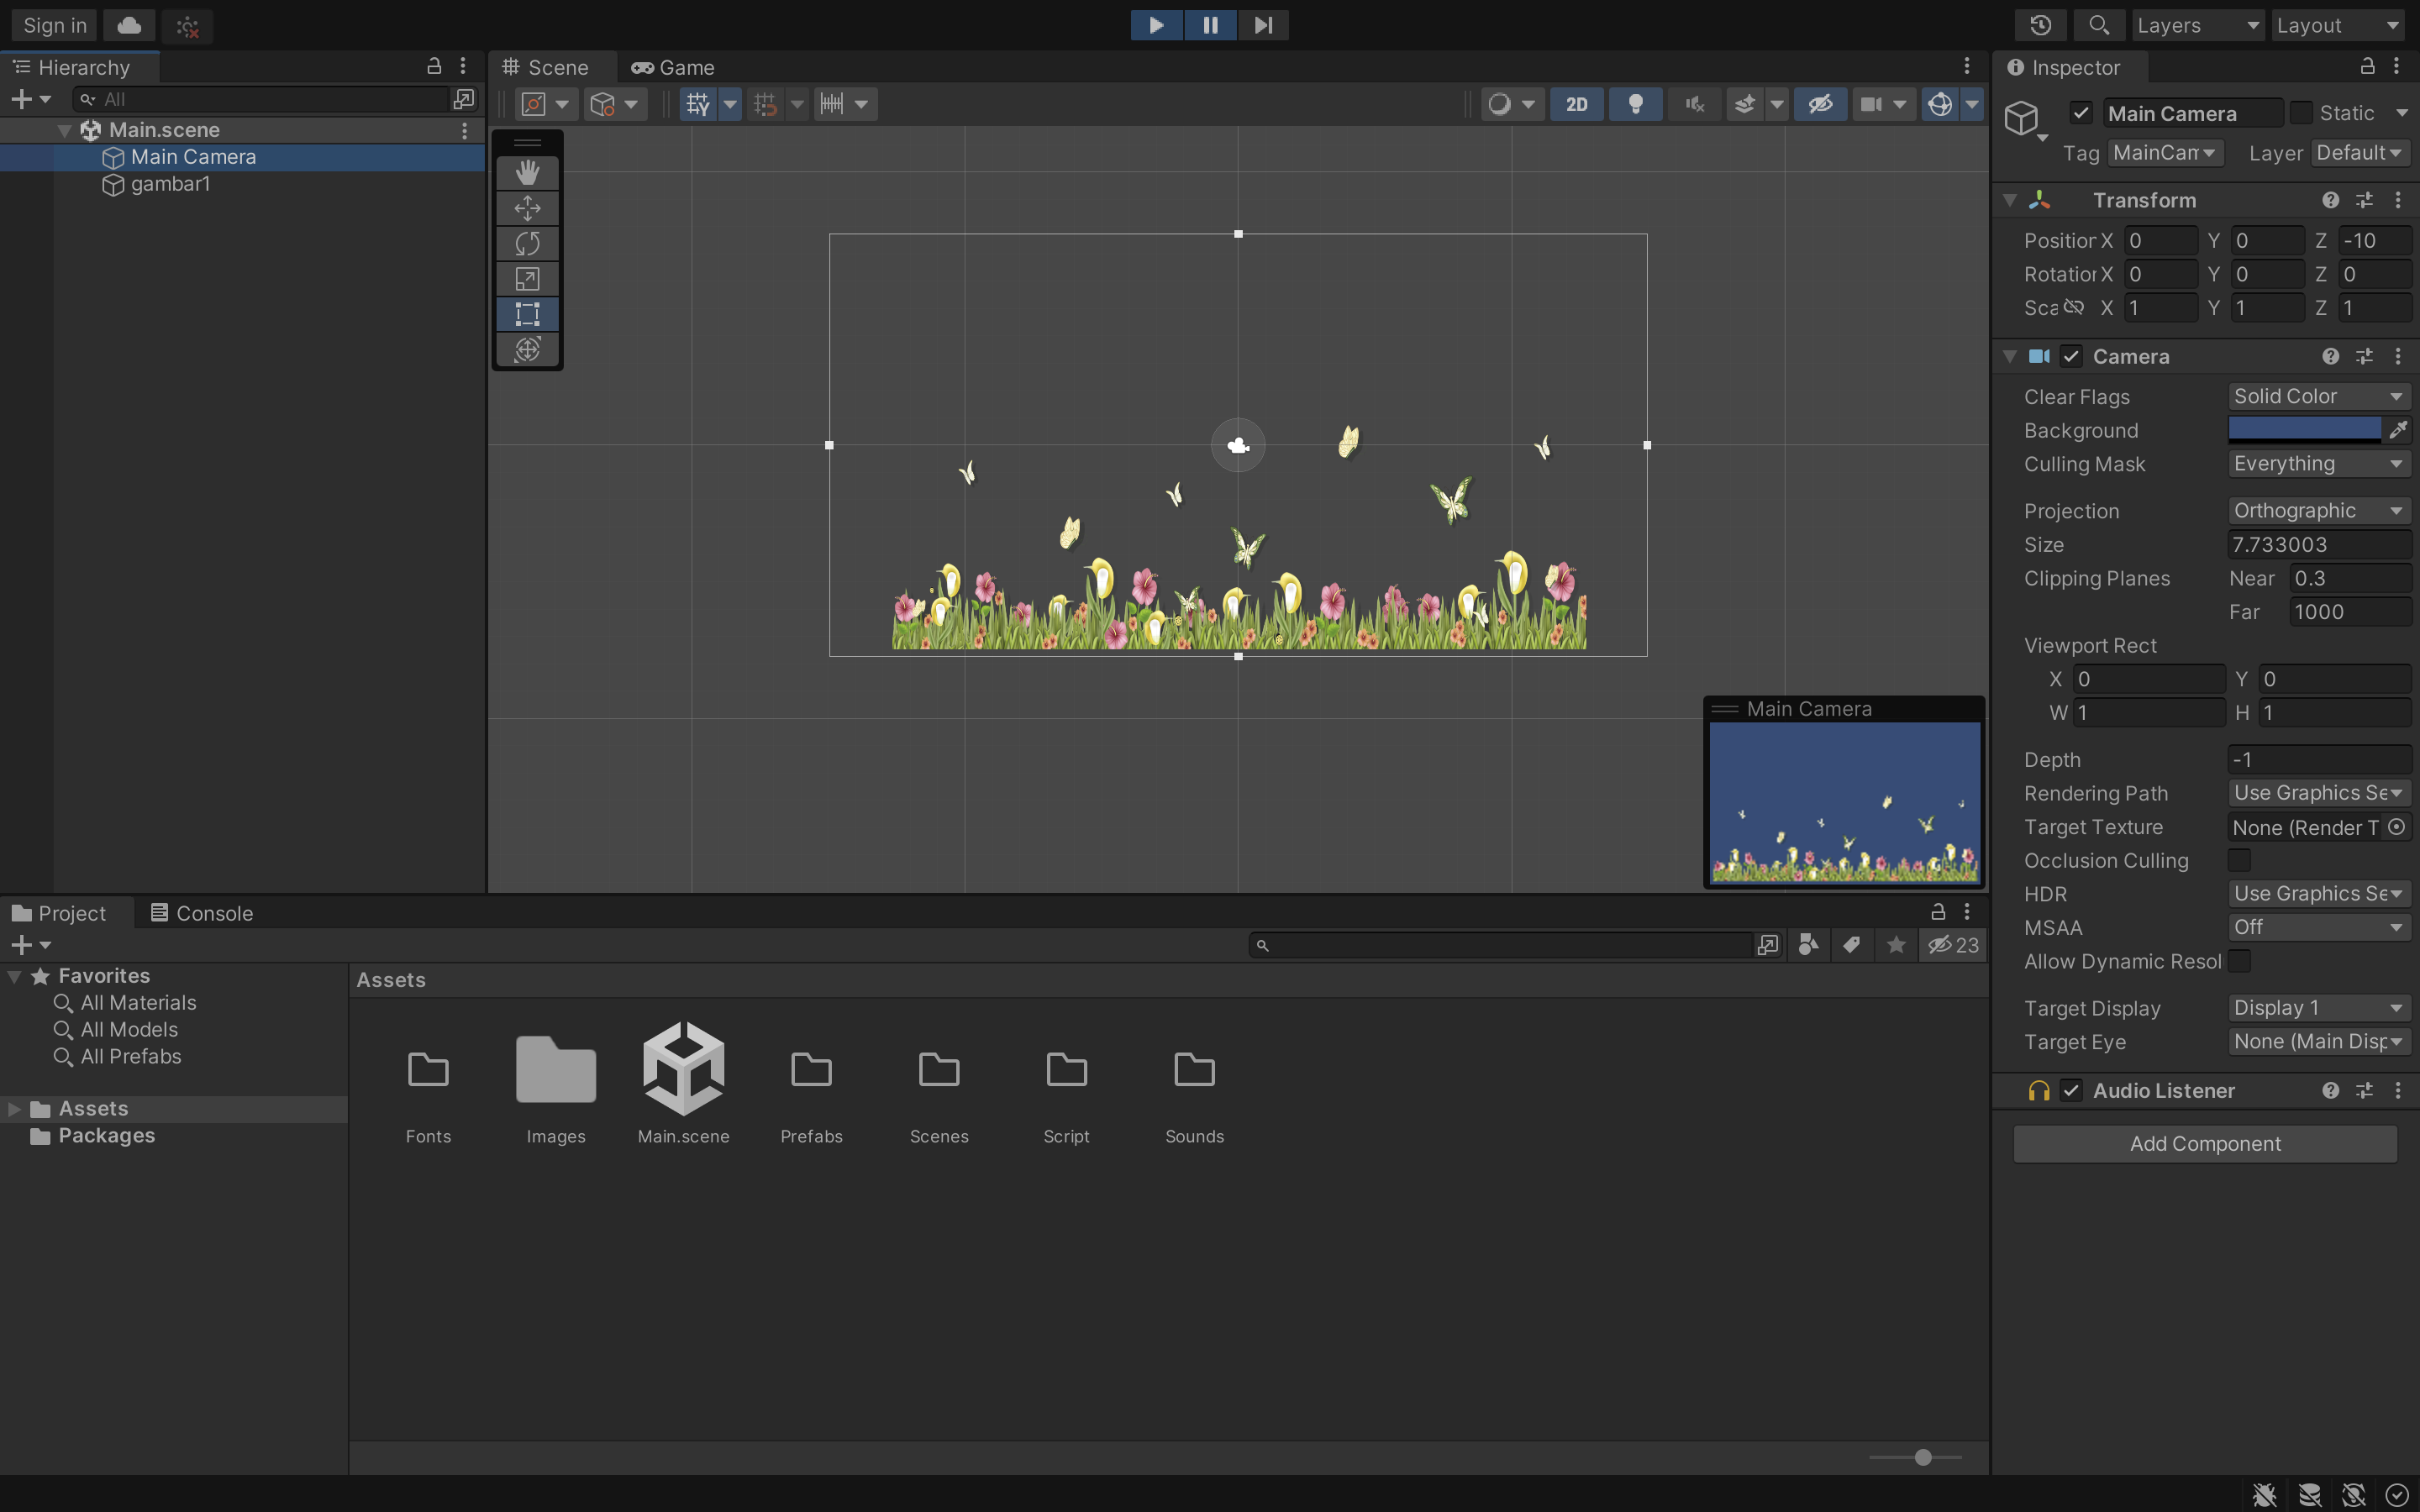 Sign in
Layers
Layout
Hierarchy
All
Main.scene
Main Camera
gambar1
Scene
Game
2D
Main Camera
Inspector
Main Camera
Static
Tag MainCam Layer Default
Transform
Position X 0 Y 0 Z -10
Rotation X 0 Y 0 Z 0
Sca X 1 Y 1 Z 1
Camera
Clear Flags Solid Color
Background
Culling Mask Everything
Projection Orthographic
Size 7.733003
Clipping Planes Near 0.3
Far 1000
Viewport Rect
X 0 Y 0
W 1 H 1
Depth -1
Rendering Path Use Graphics Se
Target Texture None (Render T
Occlusion Culling
HDR Use Graphics Se
MSAA Off
Allow Dynamic Resol
Target Display Display 1
Target Eye None (Main Disp
Audio Listener
Add Component
Project
Console
23
Favorites
All Materials
All Models
All Prefabs
Assets
Packages
Assets
Fonts
Images
Main.scene
Prefabs
Scenes
Script
Sounds